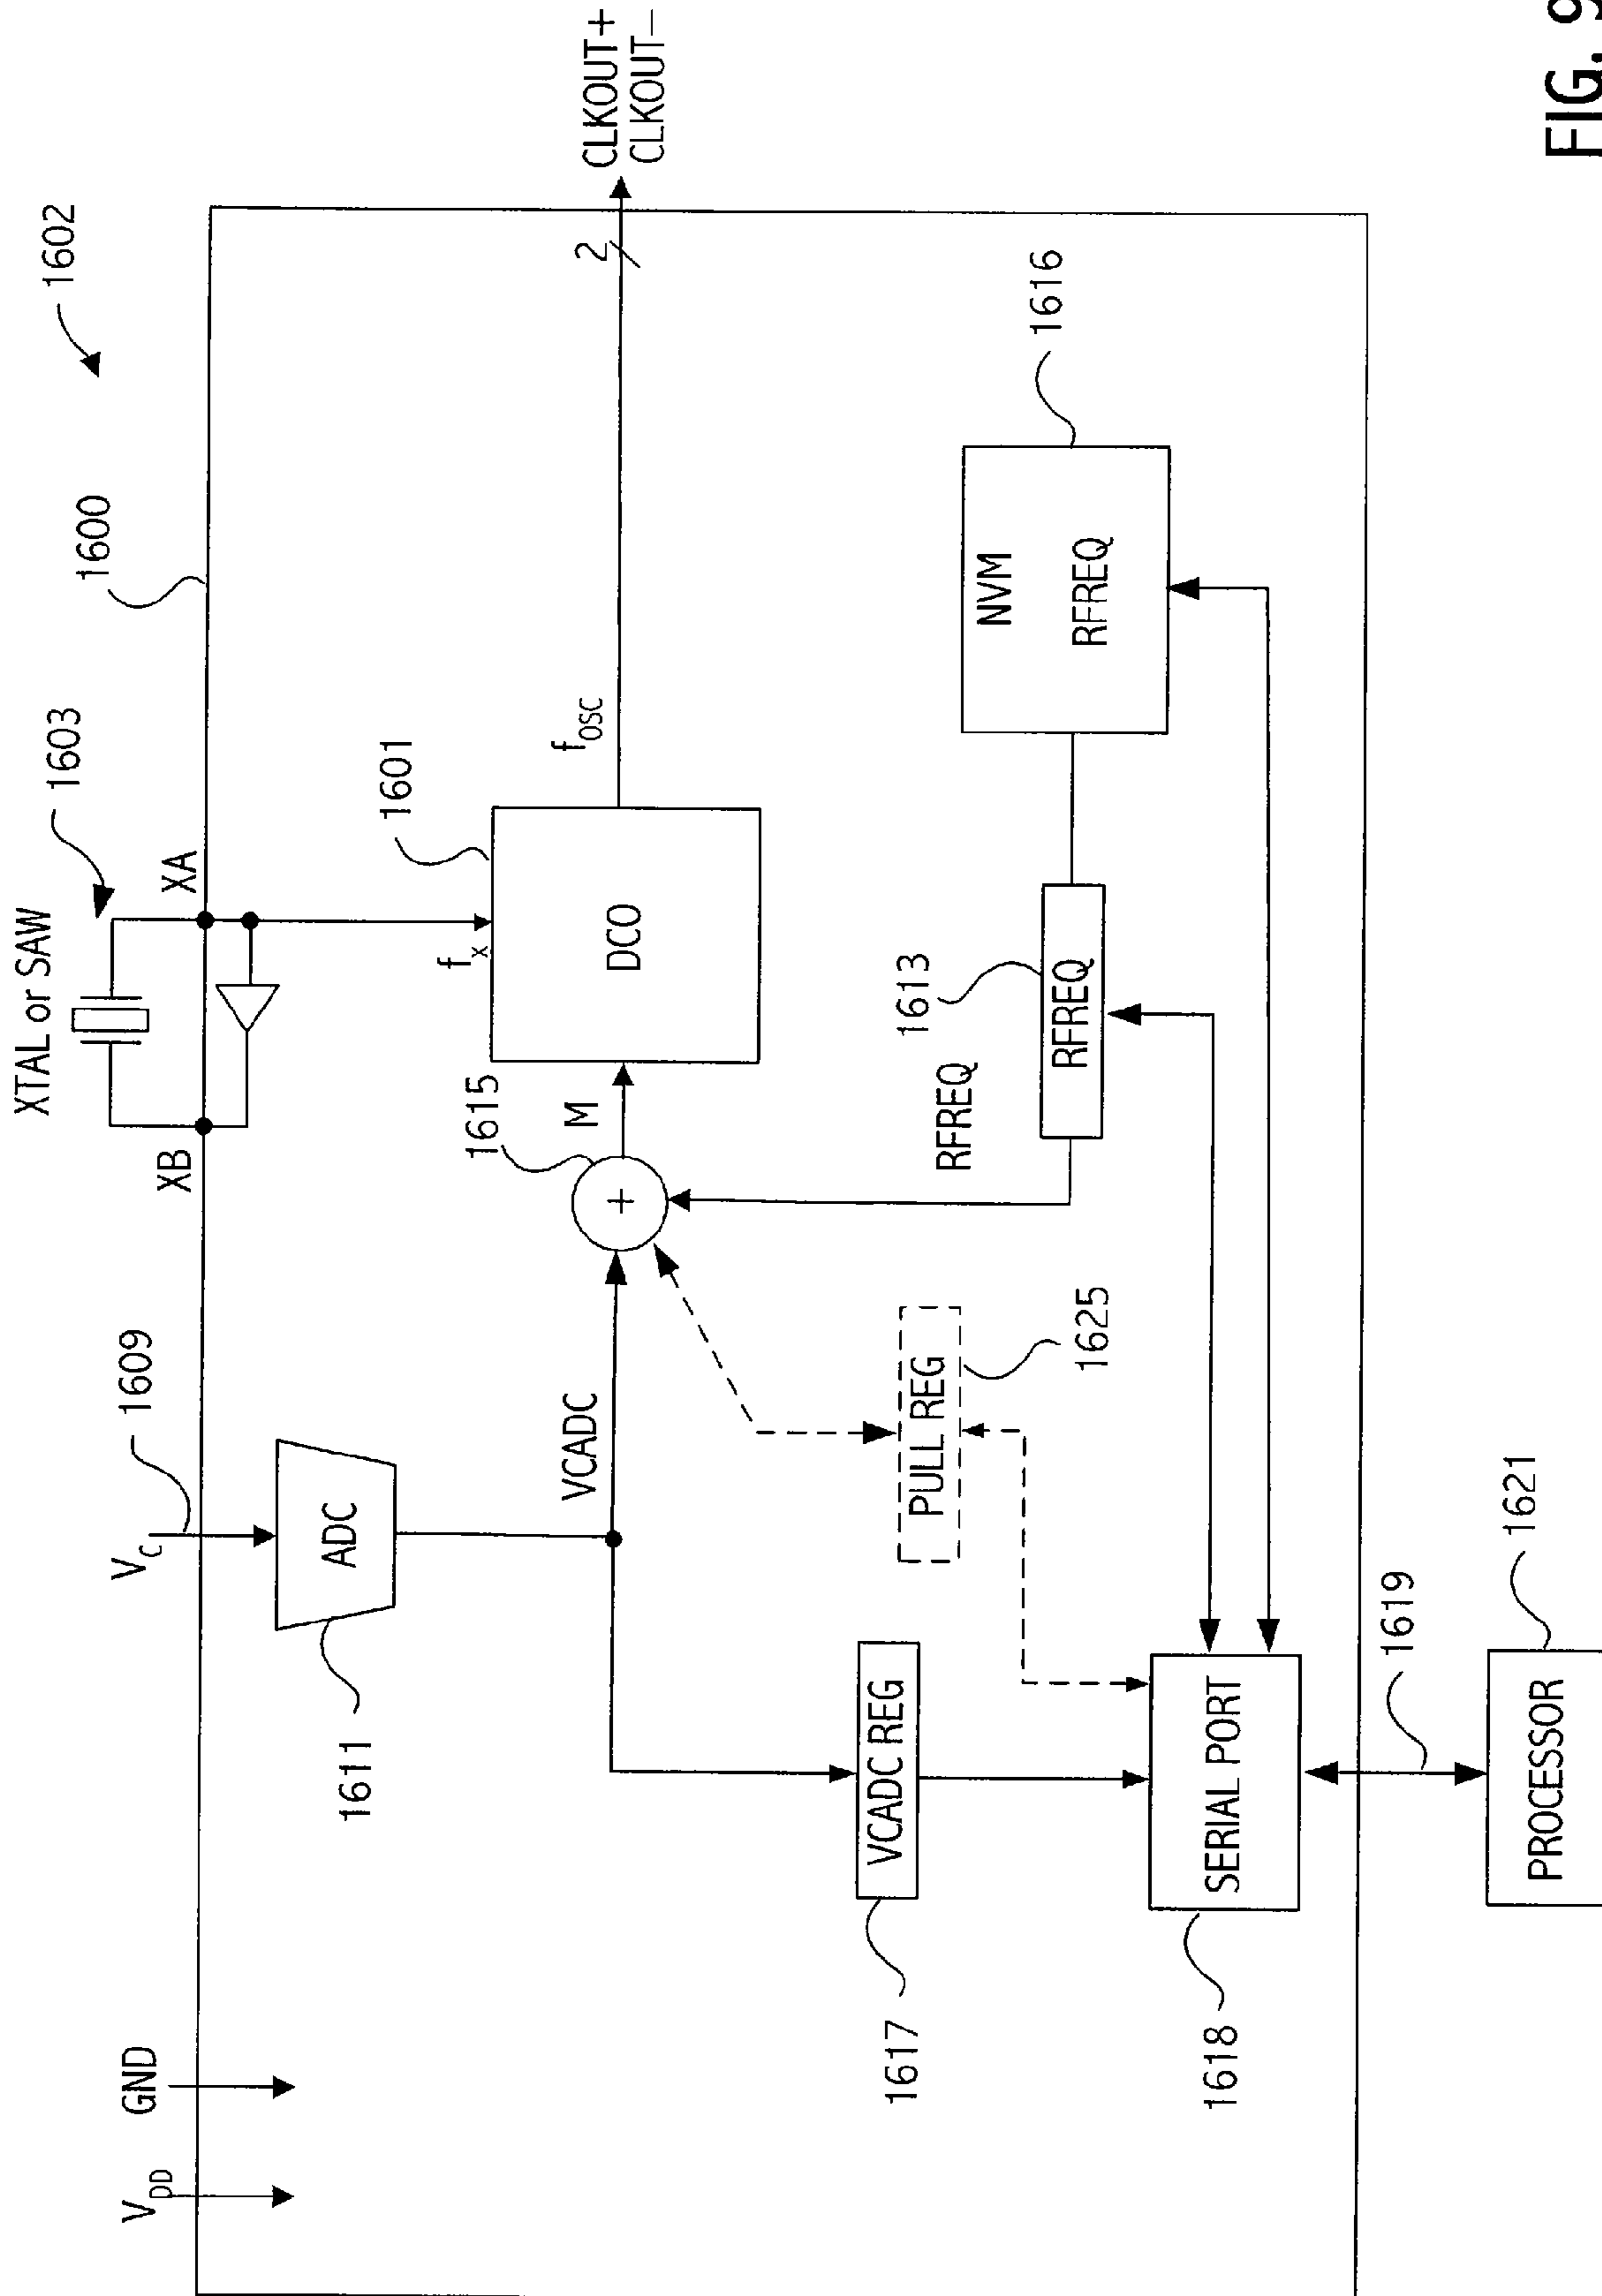 1602
1600
XTAL or SAW
1603
XA
XB
1609
V_C
GND
V_DD
CLKOUT+
CLKOUT–
2
f_OSC
1601
f_x
DCO
1615
M
+
VCADC
ADC
1611
1616
NVM
RFREQ
1613
RFREQ
RFREQ
PULL REG
1625
VCADC REG
1617
SERIAL PORT
1618
1619
1621
PROCESSOR
FIG. 9